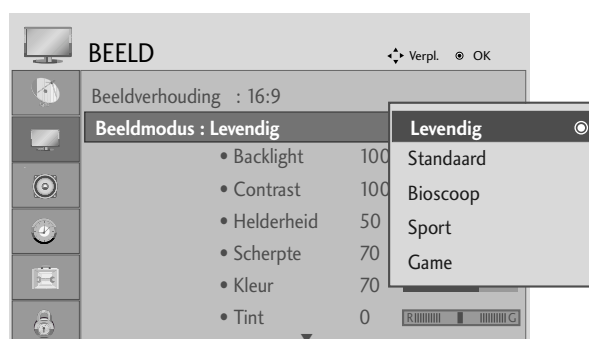 BEELD Verpl. OK
Beeldverhouding : 16:9
Beeldmodus : Levendig
• Backlight 100
• Contrast 100
• Helderheid 50
• Scherpte 70
• Kleur 70
• Tint 0 R G
Levendig
Standaard
Bioscoop
Sport
Game